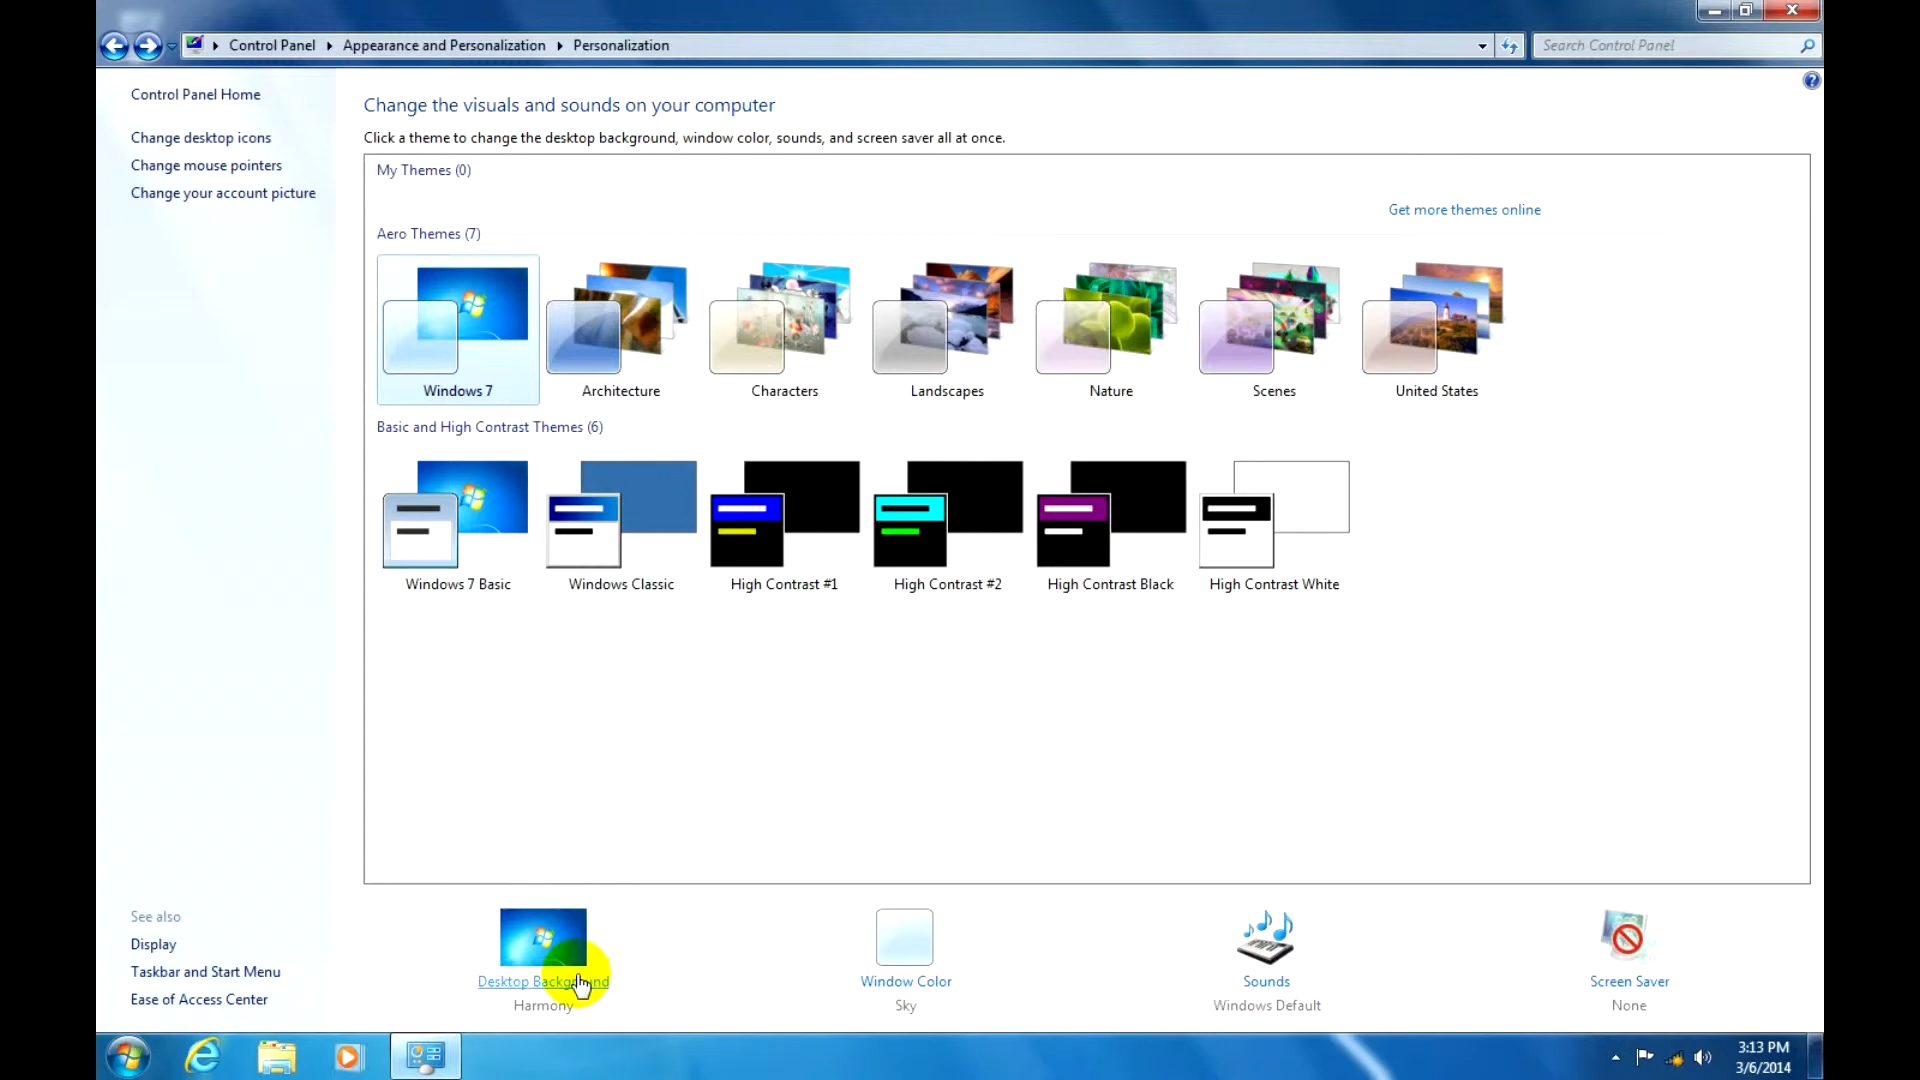 Control Panel Appearance and Personalization Personalization
Search Control Panel
Control Panel Home
Change desktop icons
Change mouse pointers
Change your account picture
Change the visuals and sounds on your computer
Click a theme to change the desktop background, window color, sounds, and screen saver all at once.
My Themes (0)
Get more themes online
Aero Themes (7)
Windows 7 Architecture Characters Landscapes Nature Scenes United States
Basic and High Contrast Themes (6)
Windows 7 Basic Windows Classic High Contrast #1 High Contrast #2 High Contrast Black High Contrast White
See also
Display
Taskbar and Start Menu
Ease of Access Center
Desktop Background Window Color Sounds Screen Saver
Harmony Sky Windows Default None
3:13 PM
3/6/2014